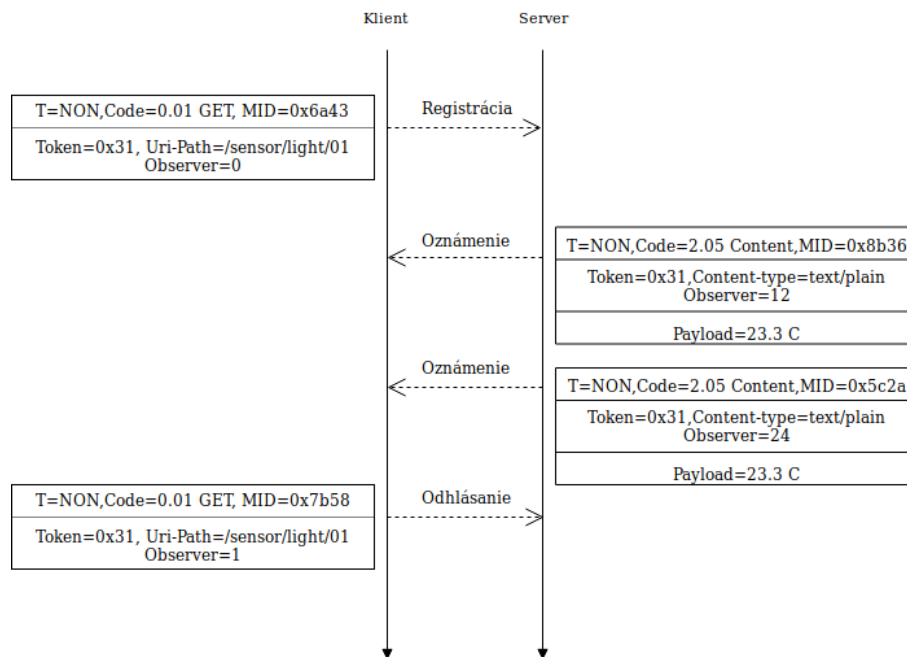 Klient
Server
T=NON,Code=0.01 GET, MID=0x6a43
Token=0x31, Uri-Path=/sensor/light/01
Observer=0
Registrácia
Oznámenie
T=NON,Code=2.05 Content,MID=0x8b36
Token=0x31,Content-type=text/plain
Observer=12
Payload=23.3 C
Oznámenie
T=NON,Code=2.05 Content,MID=0x5c2a
Token=0x31,Content-type=text/plain
Observer=24
Payload=23.3 C
T=NON,Code=0.01 GET, MID=0x7b58
Token=0x31, Uri-Path=/sensor/light/01
Observer=1
Odhlásanie